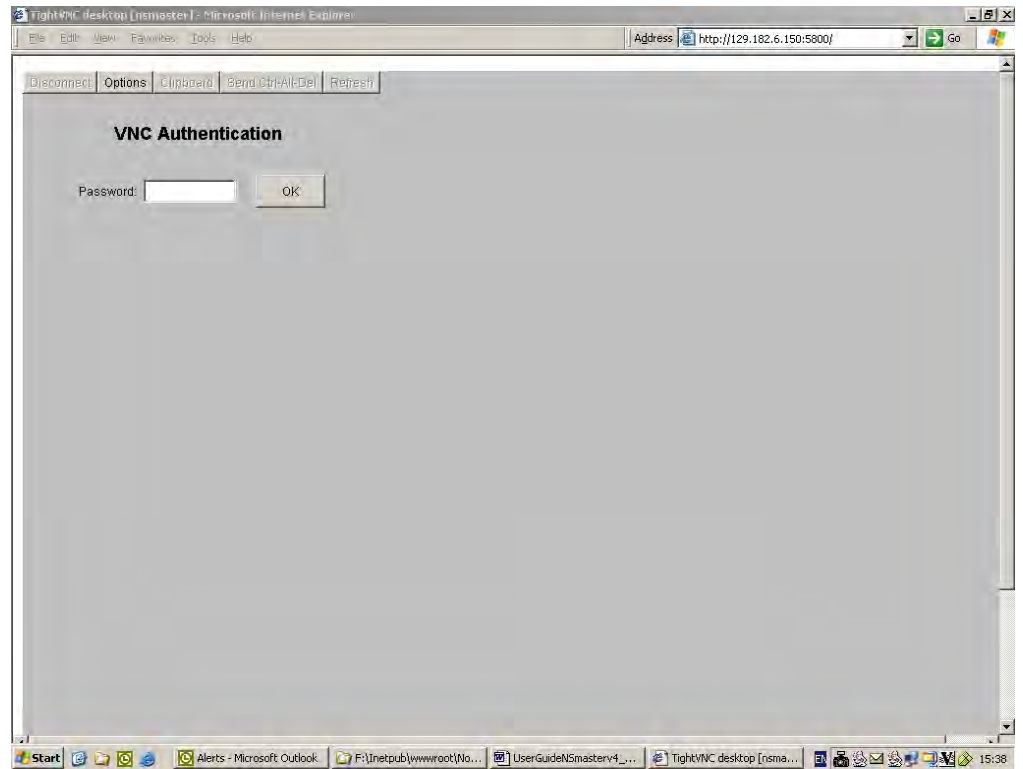 TightVNC desktop [nsmaster] - Microsoft Internet Explorer
File Edit View Favorites Tools Help
Address http://129.182.6.150:5800/ Go
Disconnect Options Clipboard Send Ctrl-Alt-Del Refresh
VNC Authentication
Password: OK
Start Alerts - Microsoft Outlook F:\Inetpub\wwwroot\No... UserGuideNSmasterv4_... TightVNC desktop [nsma... EN 15:38